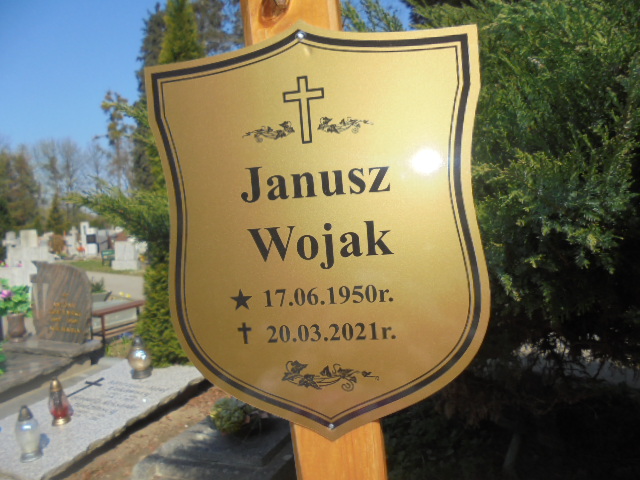 Janusz
Wojak
★ 17.06.1950r.
✝ 20.03.2021r.